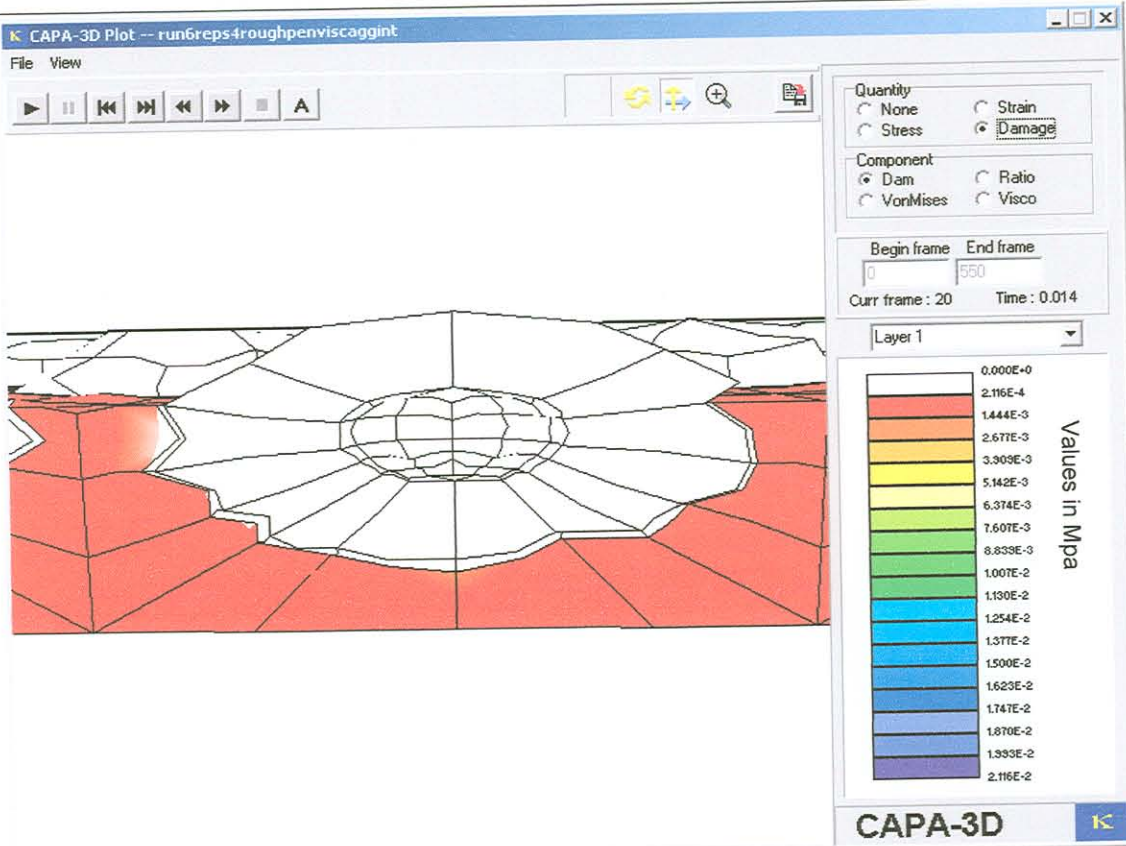 CAPA-3D Plot -- run6reps4roughpenviscaggint
File View
A
Quantity
None
Strain
Stress
Damage
Component
Dam
Ratio
VonMises
Visco
Begin frame End frame
0 550
Curr frame : 20 Time : 0.014
Layer 1
0.000E+0
2.116E-4
1.444E-3
2.677E-3
3.909E-3
5.142E-3
6.374E-3
7.607E-3
8.839E-3
1.007E-2
1.130E-2
1.254E-2
1.377E-2
1.500E-2
1.623E-2
1.747E-2
1.870E-2
1.993E-2
2.116E-2
Values in Mpa
CAPA-3D
K